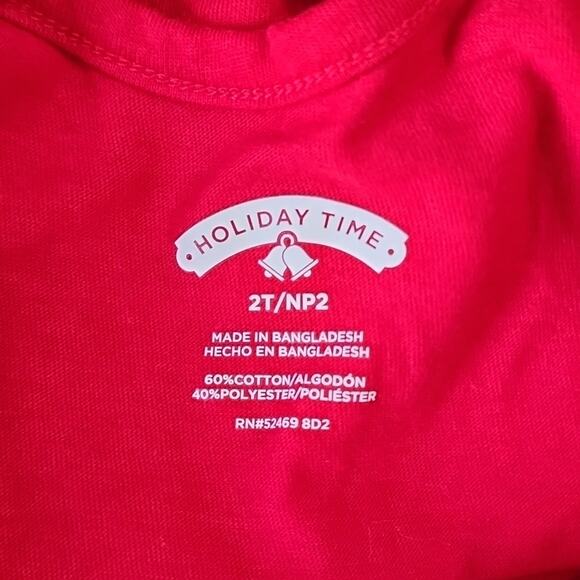 HOLIDAY TIME
2T/NP2
MADE IN BANGLADESH
HECHO EN BANGLADESH
60%COTTON/ALGODÓN
40%POLYESTER/POLIÉSTER
RN#52469 8D2